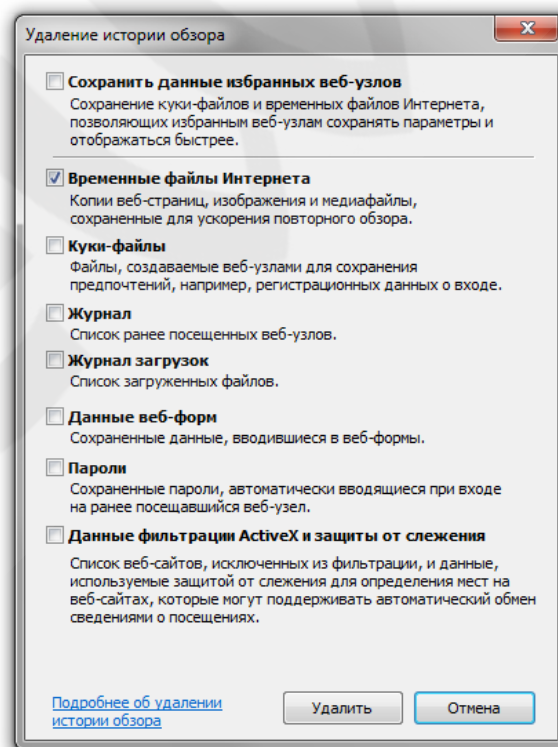 Удаление истории обзора
Сохранить данные избранных веб-узлов
Сохранение куки-файлов и временных файлов Интернета,
позволяющих избранным веб-узлам сохранять параметры и
отображаться быстрее.
Временные файлы Интернета
Копии веб-страниц, изображения и медиафайлы,
сохраненные для ускорения повторного обзора.
Куки-файлы
Файлы, создаваемые веб-узлами для сохранения
предпочтений, например, регистрационных данных о входе.
Журнал
Список ранее посещенных веб-узлов.
Журнал загрузок
Список загруженных файлов.
Данные веб-форм
Сохраненные данные, вводившиеся в веб-формы.
Пароли
Сохраненные пароли, автоматически вводящиеся при входе
на ранее посещавшийся веб-узел.
Данные фильтрации ActiveX и защиты от слежения
Список веб-сайтов, исключенных из фильтрации, и данные,
используемые защитой от слежения для определения мест на
веб-сайтах, которые могут поддерживать автоматический обмен
сведениями о посещениях.
Подробнее об удалении
истории обзора
Удалить
Отмена